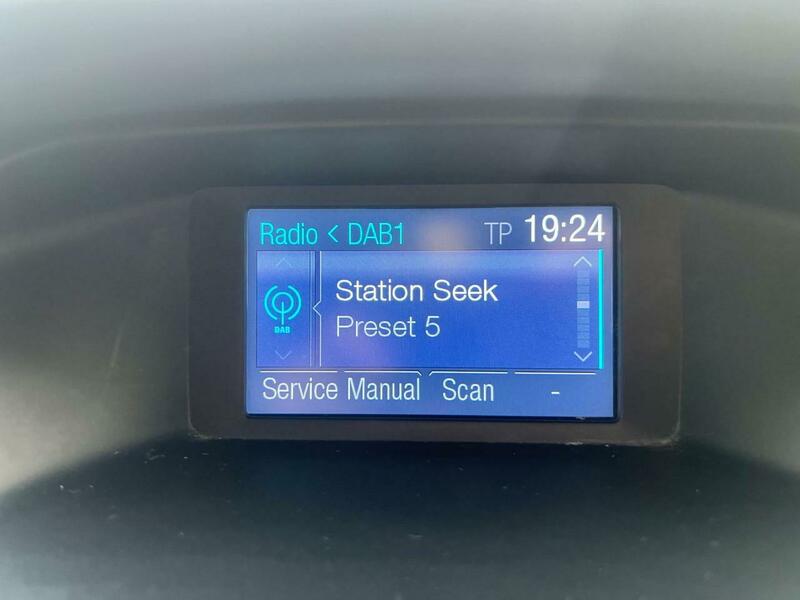 Radio < DAB1 TP 19:24
Station Seek
DAB
Preset 5
Service Manual Scan -